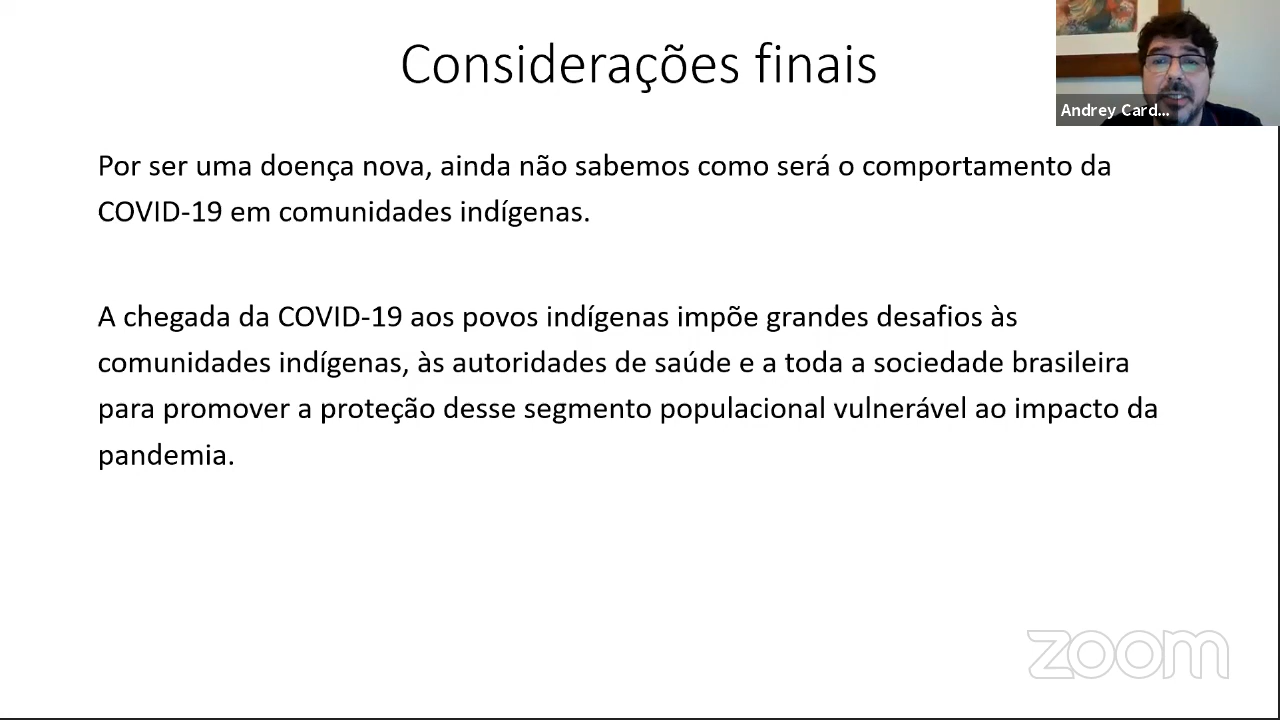 Considerações finais
Andrey Card...
Por ser uma doença nova, ainda não sabemos como será o comportamento da
COVID-19 em comunidades indígenas.
A chegada da COVID-19 aos povos indígenas impõe grandes desafios às
comunidades indígenas, às autoridades de saúde e a toda a sociedade brasileira
para promover a proteção desse segmento populacional vulnerável ao impacto da
pandemia.
zoom